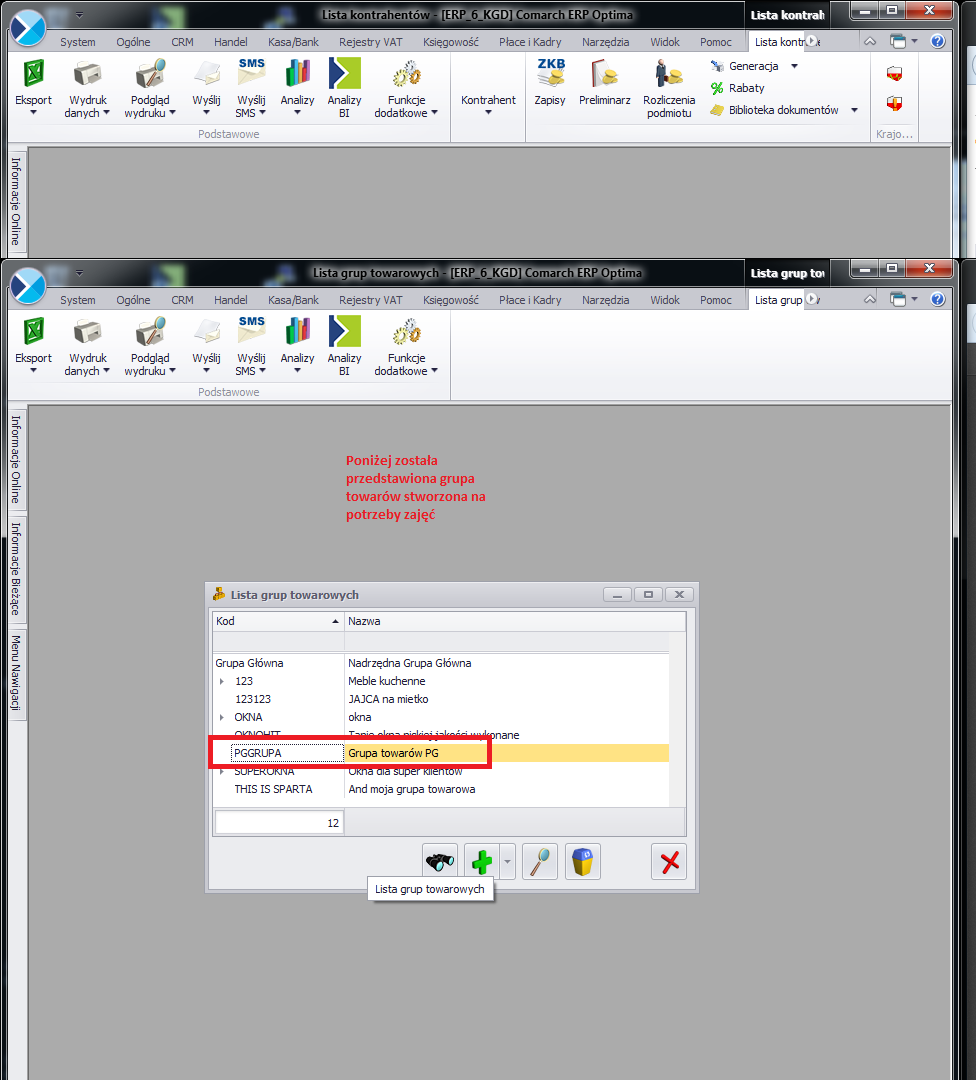 Lista kontrahentów - [ERP_6_KGD] Comarch ERP Optima
Lista kontrah
System Ogólne CRM Handel Kasa/Bank Rejestry VAT Księgowość Płace i Kadry Narzędzia Widok Pomoc Lista kontr
Eksport
Wydruk danych
Podgląd wydruku
Wyślij
SMS
Wyślij SMS
Analizy
Analizy BI
Funkcje dodatkowe
Kontrahent
ZKB
Zapisy
Preliminarz
Rozliczenia podmiotu
Generacja
Rabaty
Biblioteka dokumentów
Podstawowe
Krajo...
Informacje Online
Lista grup towarowych - [ERP_6_KGD] Comarch ERP Optima
Lista grup tov
System Ogólne CRM Handel Kasa/Bank Rejestry VAT Księgowość Płace i Kadry Narzędzia Widok Pomoc Lista grup
Eksport
Wydruk danych
Podgląd wydruku
Wyślij
SMS
Wyślij SMS
Analizy
Analizy BI
Funkcje dodatkowe
Podstawowe
Informacje Online
Informacje Bieżące
Menu Nawigacji
Poniżej została
przedstawiona grupa
towarów stworzona na
potrzeby zajęć
Lista grup towarowych
Kod Nazwa
Grupa Główna Nadrzędna Grupa Główna
123 Meble kuchenne
123123 JAJCA na mietko
OKNA okna
OKNOHIT Tanie okna niskiej jakości wykonane
PGGRUPA Grupa towarów PG
SUPEROKNA Okna dla super klientów
THIS IS SPARTA And moja grupa towarowa
12
Lista grup towarowych